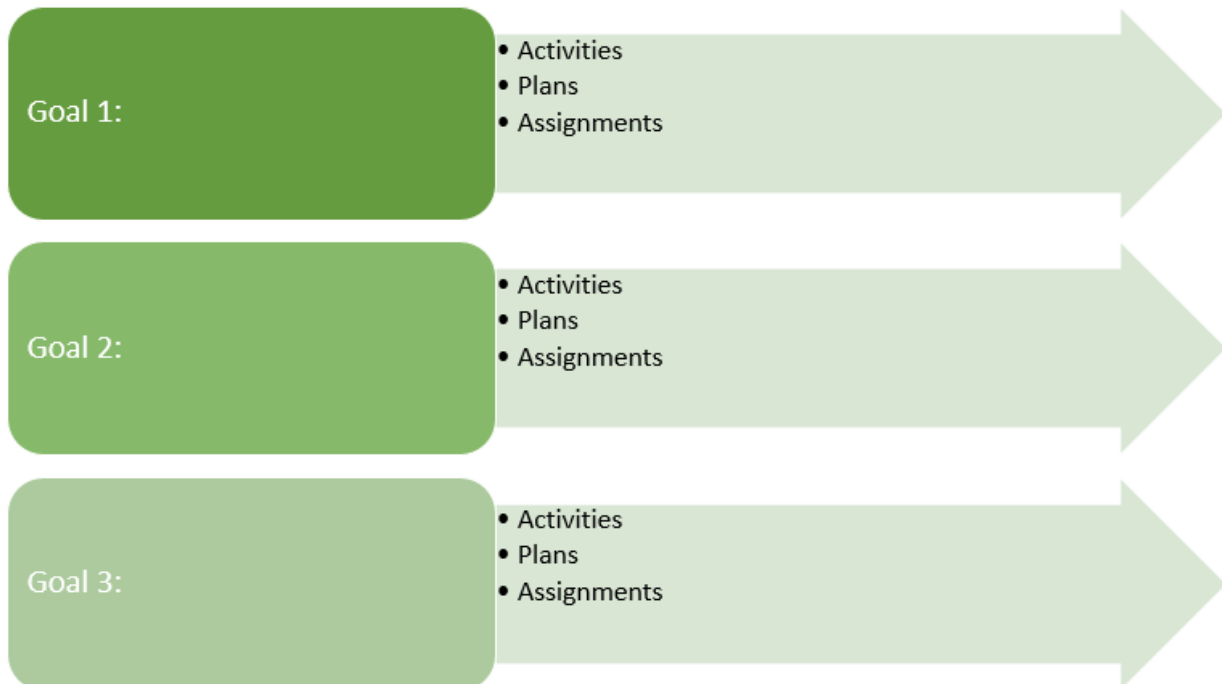 Goal 1:
• Activities
• Plans
• Assignments
Goal 2:
• Activities
• Plans
• Assignments
Goal 3:
• Activities
• Plans
• Assignments